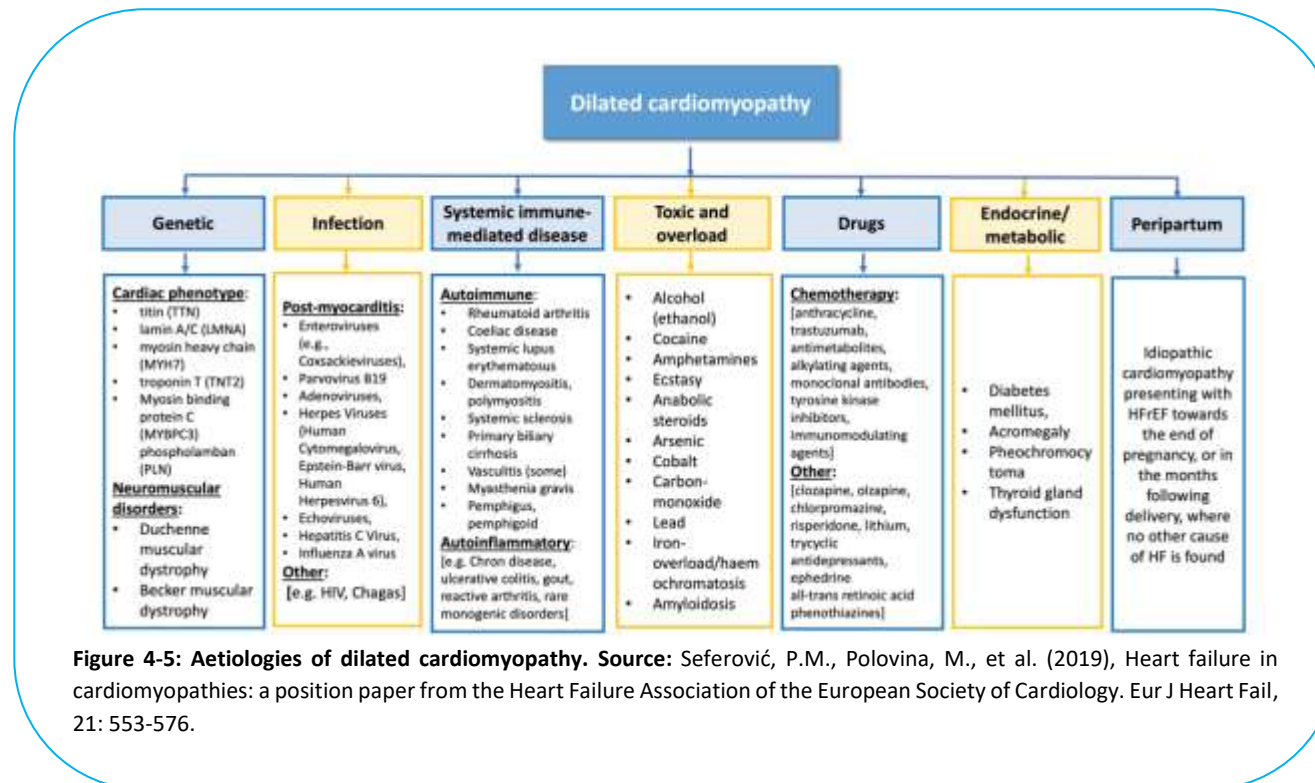 Dilated cardiomyopathy
Genetic
Cardiac phenotype:
• titin (TTN)
• lamin A/C (LMNA)
• myosin heavy chain
(MYH7)
• troponin T (TNT2)
• Myosin binding
protein C
(MYBPC3)
phospholamban
(PLN)
Neuromuscular
disorders:
• Duchenne
muscular
dystrophy
• Becker muscular
dystrophy
Infection
Post-myocarditis:
• Enteroviruses
(e.g.,
Coxsackieviruses),
• Parvovirus B19
• Adenoviruses,
• Herpes Viruses
(Human
Cytomegalovirus,
Epstein-Barr virus,
Human
Herpesvirus 6),
• Echoviruses,
• Hepatitis C Virus,
• Influenza A virus
Other:
[e.g. HIV, Chagas]
Systemic immune-
mediated disease
Autoimmune:
• Rheumatoid arthritis
• Coeliac disease
• Systemic lupus
erythematosus
• Dermatomyositis,
polymyositis
• Systemic sclerosis
• Primary biliary
cirrhosis
• Vasculitis (some)
• Myasthenia gravis
• Pemphigus,
pemphigoid
Autoinflammatory:
[e.g. Chron disease,
ulcerative colitis, gout,
reactive arthritis, rare
monogenic disorders]
Toxic and
overload
• Alcohol
(ethanol)
• Cocaine
• Amphetamines
• Ecstasy
• Anabolic
steroids
• Arsenic
• Cobalt
• Carbon-
monoxide
• Lead
• Iron-
overload/haem
ochromatosis
• Amyloidosis
Drugs
Chemotherapy:
[anthracycline,
trastuzumab,
antimetabolites,
alkylating agents,
monoclonal antibodies,
tyrosine kinase
inhibitors,
Immunomodulating
agents]
Other:
[clozapine, olzapine,
chlorpromazine,
risperidone, lithium,
trycyclic
antidepressants,
ephedrine
all-trans retinoic acid
phenothiazines]
Endocrine/
metabolic
• Diabetes
mellitus,
• Acromegaly
• Pheochromocy
toma
• Thyroid gland
dysfunction
Peripartum
Idiopathic
cardiomyopathy
presenting with
HFrEF towards
the end of
pregnancy, or in
the months
following
delivery, where
no other cause
of HF is found
Figure 4-5: Aetiologies of dilated cardiomyopathy. Source: Seferović, P.M., Polovina, M., et al. (2019), Heart failure in
cardiomyopathies: a position paper from the Heart Failure Association of the European Society of Cardiology. Eur J Heart Fail,
21: 553-576.